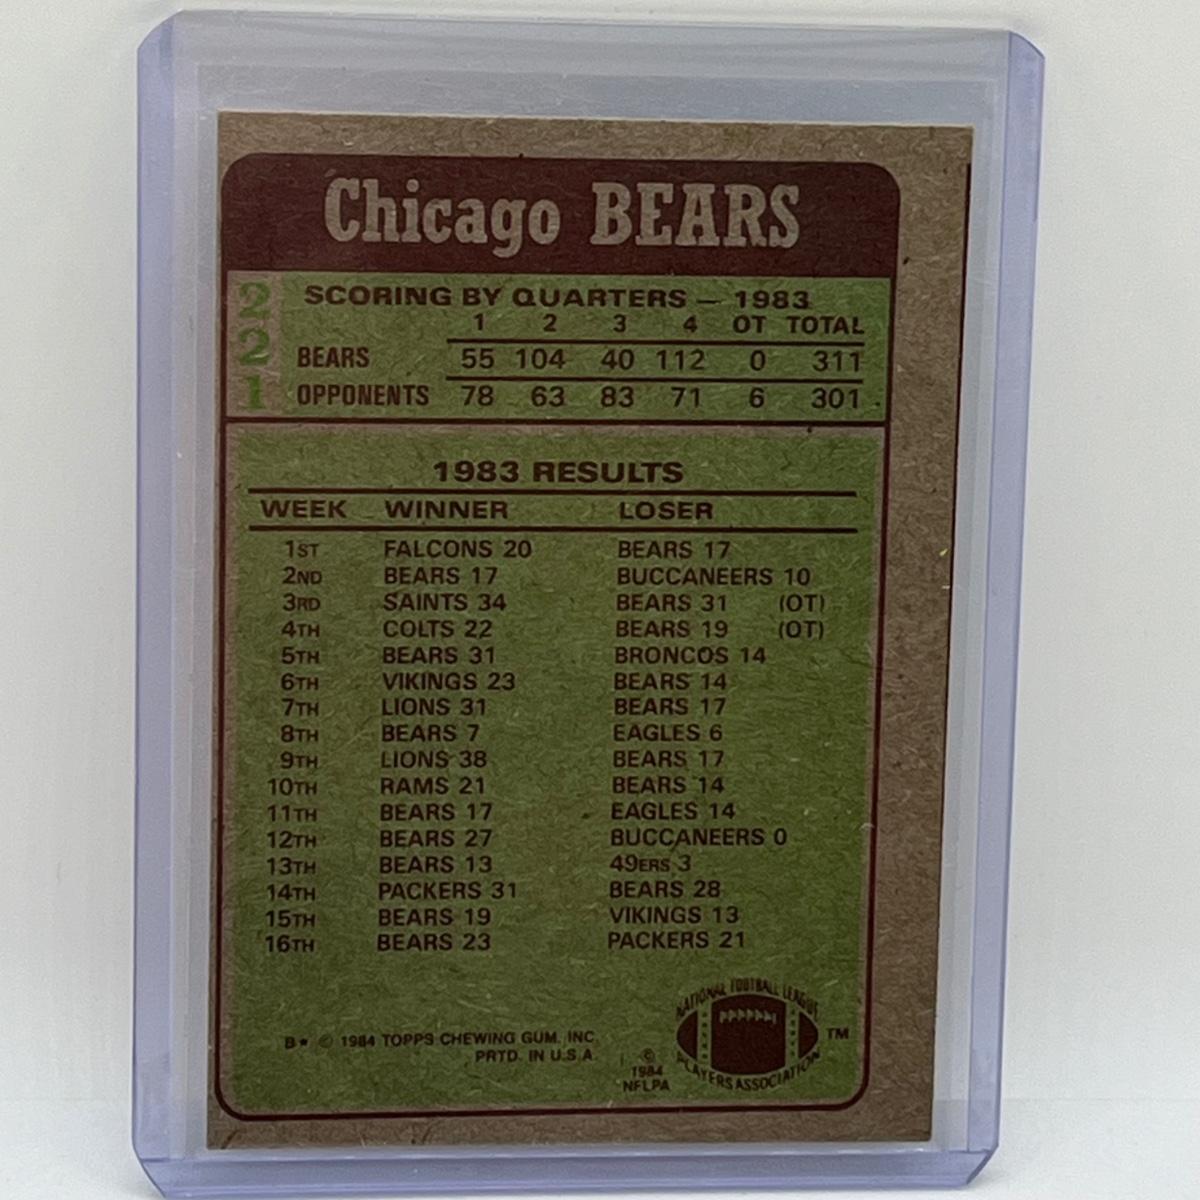 Chicago BEARS
221
SCORING BY QUARTERS — 1983
1 2 3 4 OT TOTAL
BEARS 55 104 40 112 0 311
OPPONENTS 78 63 83 71 6 301
1983 RESULTS
WEEK WINNER LOSER
1ST FALCONS 20 BEARS 17
2ND BEARS 17 BUCCANEERS 10
3RD SAINTS 34 BEARS 31 (OT)
4TH COLTS 22 BEARS 19 (OT)
5TH BEARS 31 BRONCOS 14
6TH VIKINGS 23 BEARS 14
7TH LIONS 31 BEARS 17
8TH BEARS 7 EAGLES 6
9TH LIONS 38 BEARS 17
10TH RAMS 21 BEARS 14
11TH BEARS 17 EAGLES 14
12TH BEARS 27 BUCCANEERS 0
13TH BEARS 13 49ERS 3
14TH PACKERS 31 BEARS 28
15TH BEARS 19 VIKINGS 13
16TH BEARS 23 PACKERS 21
B* © 1984 TOPPS CHEWING GUM, INC.
PRTD. IN U.S.A.
©
1984
NFLPA
NATIONAL FOOTBALL LEAGUE
PLAYERS ASSOCIATION
TM